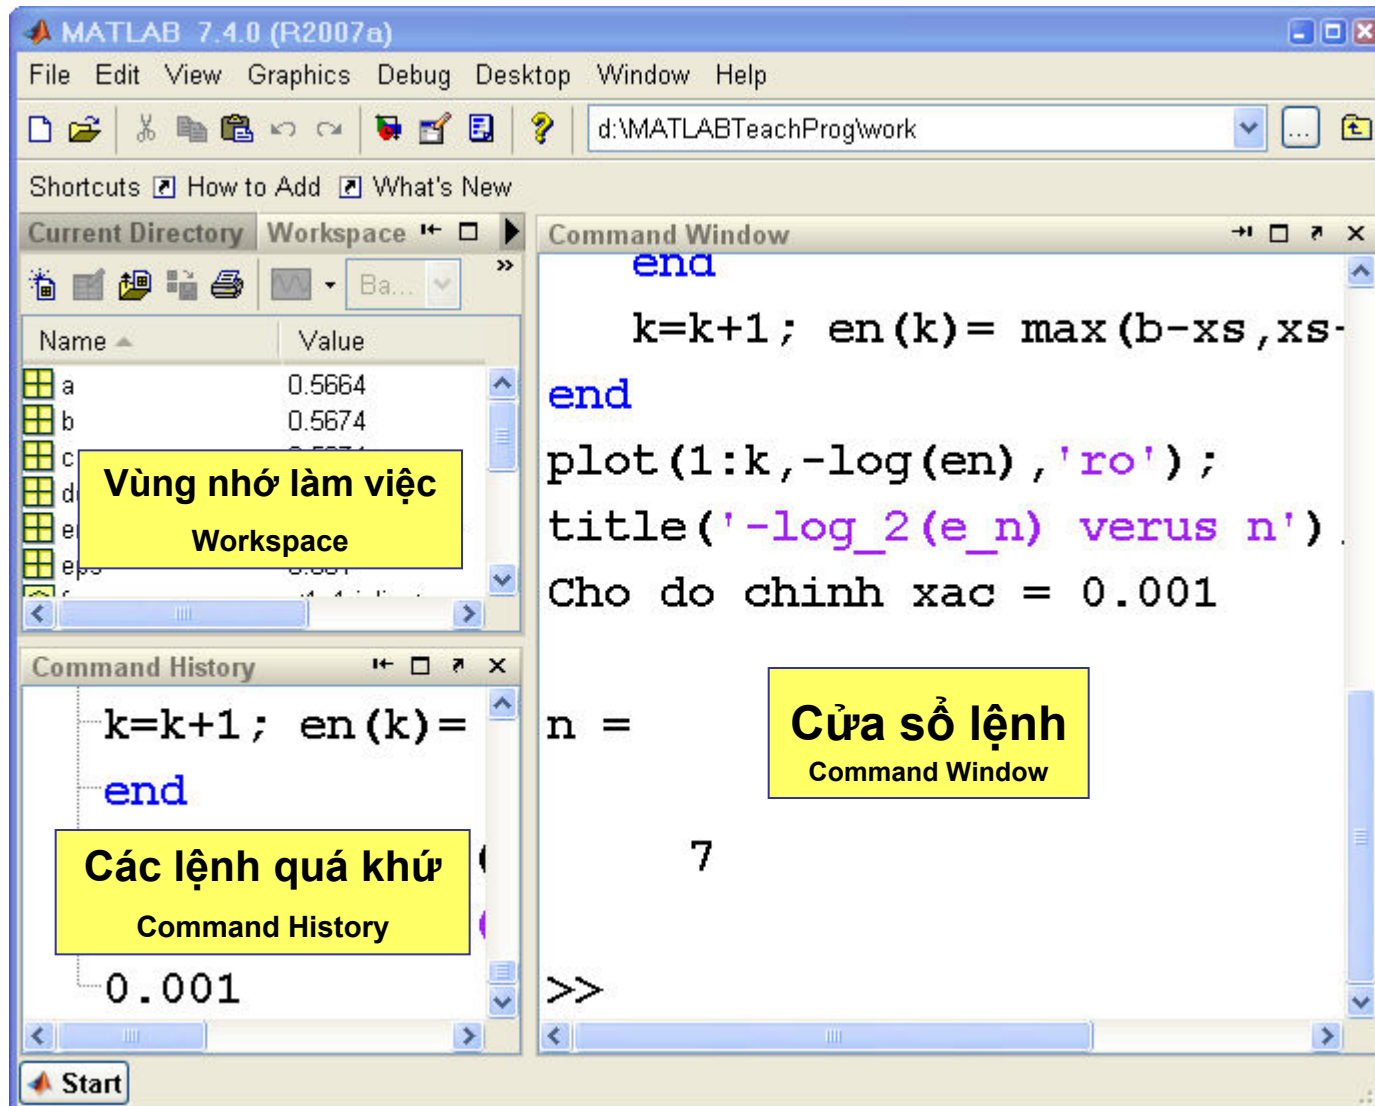 MATLAB 7.4.0 (R2007a)
File Edit View Graphics Debug Desktop Window Help
d:\MATLABTeachProg\work
...
Shortcuts How to Add What's New
Current Directory Workspace
Ba...
Name Value
a 0.5664
b 0.5674
c
Vùng nhớ làm việc
Workspace
Command History
k=k+1; en(k)=
end
Các lệnh quá khứ
Command History
0.001
Command Window
end
k=k+1; en(k)= max(b-xs,xs-
end
plot(1:k,-log(en),'ro');
title('-log_2(e_n) verus n')
Cho do chinh xac = 0.001
n =
Cửa sổ lệnh
Command Window
7
>>
Start